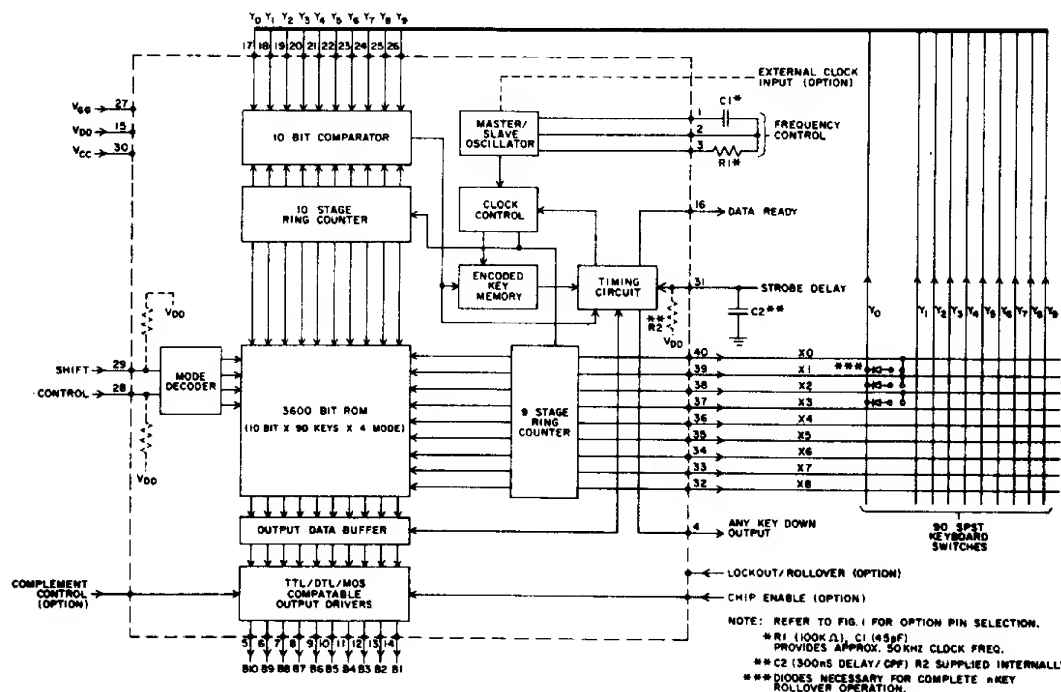 Y0 Y1 Y2 Y3 Y4 Y5 Y6 Y7 Y8 Y9
17 18 19 20 21 22 23 24 25 26
VGG 27
VDD 15
VCC 30
10 BIT COMPARATOR
10 STAGE
RING COUNTER
MASTER/
SLAVE
OSCILLATOR
EXTERNAL CLOCK
INPUT (OPTION)
1
C1*
2
3
R1*
FREQUENCY
CONTROL
CLOCK
CONTROL
16 DATA READY
ENCODED
KEY
MEMORY
TIMING
CIRCUIT
31 STROBE DELAY
**
R2
VDD
C2**
Y0 Y1 Y2 Y3 Y4 Y5 Y6 Y7 Y8 Y9
VDD
SHIFT 29
CONTROL 28
VDD
MODE
DECODER
3600 BIT ROM
(10 BIT X 90 KEYS X 4 MODE)
9 STAGE
RING
COUNTER
40 X0
39 X1 ***
38 X2
37 X3
36 X4
35 X5
34 X6
33 X7
32 X8
90 SPST
KEYBOARD
SWITCHES
OUTPUT DATA BUFFER
4 ANY KEY DOWN
OUTPUT
COMPLEMENT
CONTROL
(OPTION)
TTL/DTL/MOS
COMPATABLE
OUTPUT DRIVERS
LOCKOUT/ROLLOVER (OPTION)
CHIP ENABLE (OPTION)
5 6 7 8 9 10 11 12 13 14
B10 B9 B8 B7 B6 B5 B4 B3 B2 B1
NOTE: REFER TO FIG. 1 FOR OPTION PIN SELECTION.
*R1 (100KΩ), C1 (45pF)
PROVIDES APPROX. 50KHZ CLOCK FREQ.
**C2 (300nS DELAY/CPF) R2 SUPPLIED INTERNALLY
***DIODES NECESSARY FOR COMPLETE nKEY
ROLLOVER OPERATION.